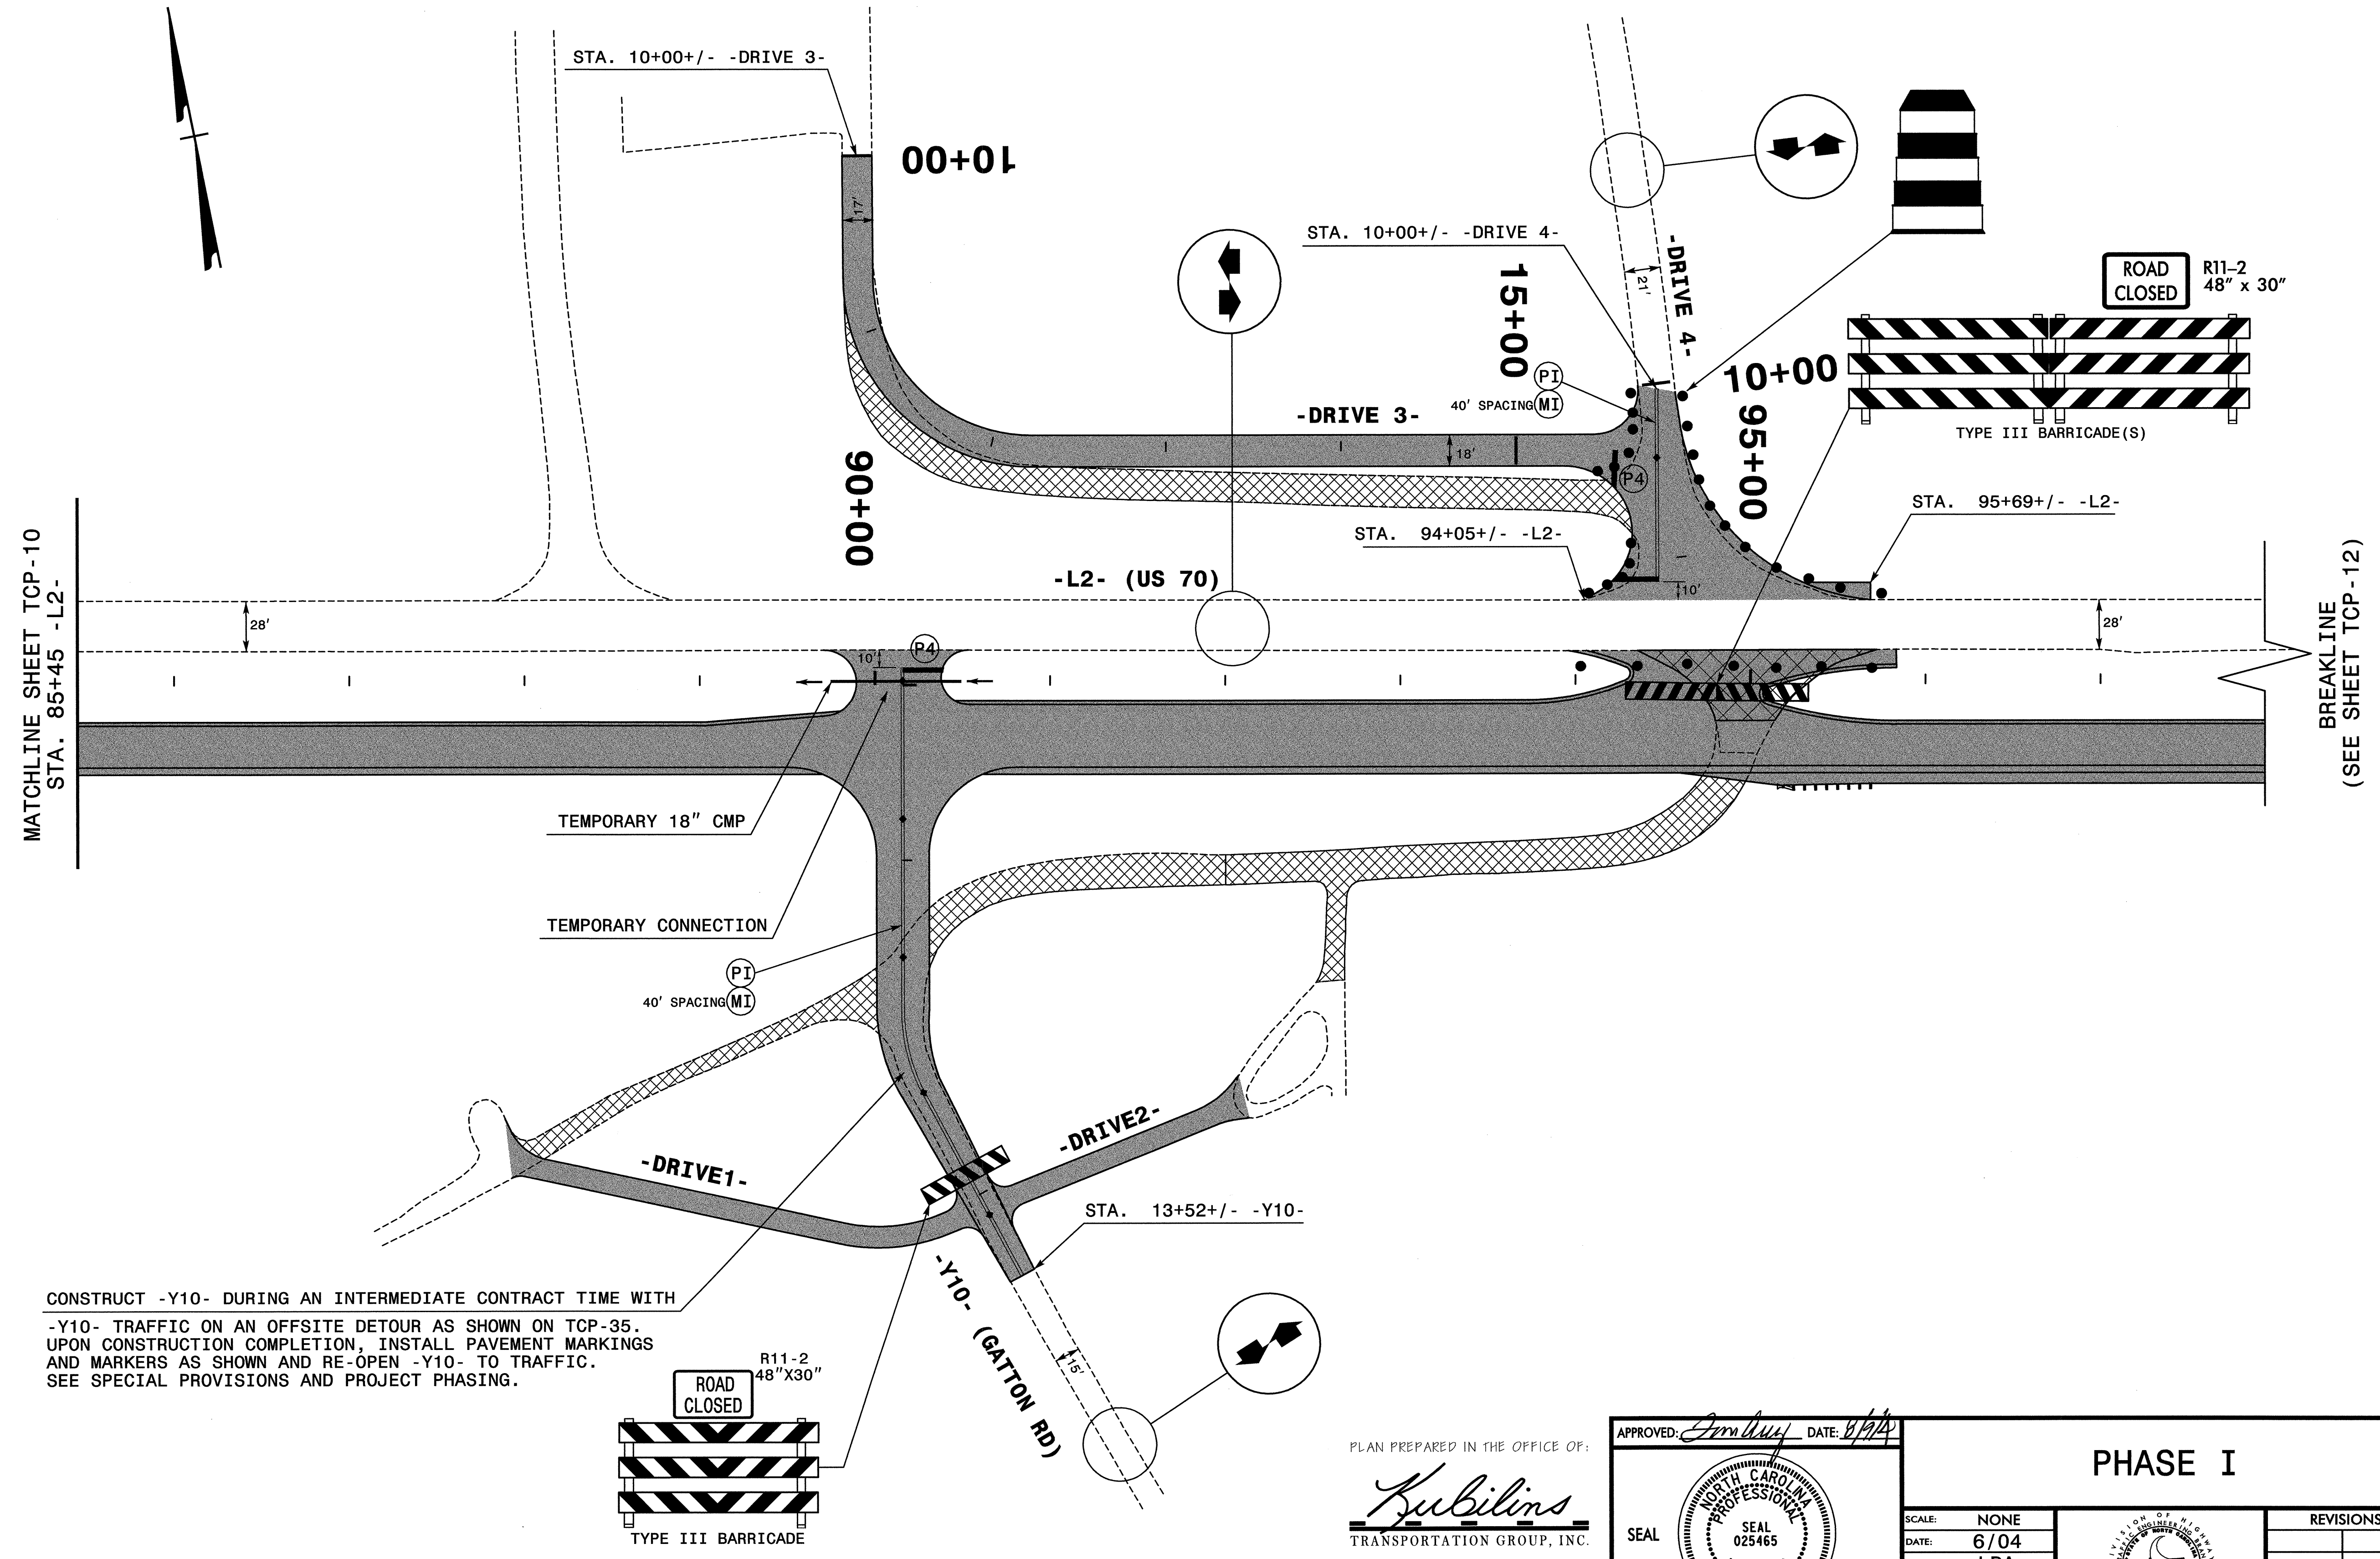 STA. 10+00+/- -DRIVE 3-
10+00
17'
STA. 10+00+/- -DRIVE 4-
15+00
21'
-DRIVE 4-
ROAD
CLOSED
R11-2
48" x 30"
TYPE III BARRICADE(S)
10+00
95+00
PI
40' SPACING MI
-DRIVE 3-
18'
P4
90+00
STA. 94+05+/- -L2-
STA. 95+69+/- -L2-
-L2- (US 70)
10'
28'
28'
MATCHLINE SHEET TCP-10
STA. 85+45 -L2-
BREAKLINE
(SEE SHEET TCP-12)
10'
P4
TEMPORARY 18" CMP
TEMPORARY CONNECTION
PI
40' SPACING MI
-DRIVE1-
-DRIVE2-
STA. 13+52+/- -Y10-
-Y10- (GATTON RD)
15'
CONSTRUCT -Y10- DURING AN INTERMEDIATE CONTRACT TIME WITH
-Y10- TRAFFIC ON AN OFFSITE DETOUR AS SHOWN ON TCP-35.
UPON CONSTRUCTION COMPLETION, INSTALL PAVEMENT MARKINGS
AND MARKERS AS SHOWN AND RE-OPEN -Y10- TO TRAFFIC.
SEE SPECIAL PROVISIONS AND PROJECT PHASING.
R11-2
48"X30"
ROAD
CLOSED
TYPE III BARRICADE
PLAN PREPARED IN THE OFFICE OF:
Kubilins
TRANSPORTATION GROUP, INC.
APPROVED: DATE:
SEAL
NORTH CAROLINA
PROFESSIONAL
SEAL
025465
PHASE I
SCALE: NONE
DATE: 6/04
REVISIONS